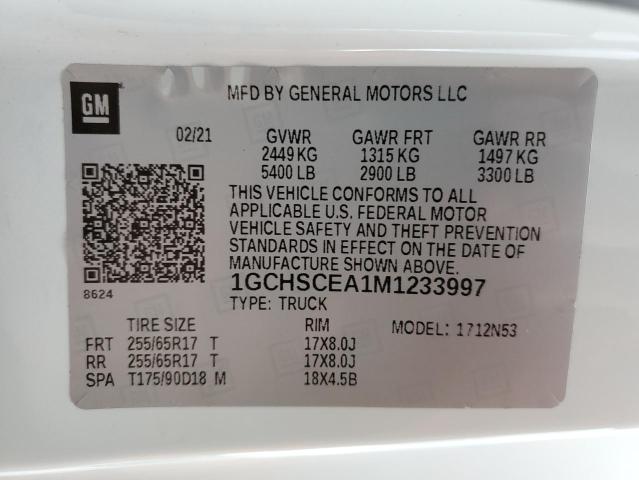 GM
MFD BY GENERAL MOTORS LLC
02/21 GVWR GAWR FRT GAWR RR
2449 KG 1315 KG 1497 KG
5400 LB 2900 LB 3300 LB
THIS VEHICLE CONFORMS TO ALL
APPLICABLE U.S. FEDERAL MOTOR
VEHICLE SAFETY AND THEFT PREVENTION
STANDARDS IN EFFECT ON THE DATE OF
MANUFACTURE SHOWN ABOVE.
8624
1GCHSCEA1M1233997
TYPE: TRUCK
TIRE SIZE RIM MODEL: 1712N53
FRT 255/65R17 T 17X8.0J
RR 255/65R17 T 17X8.0J
SPA T175/90D18 M 18X4.5B